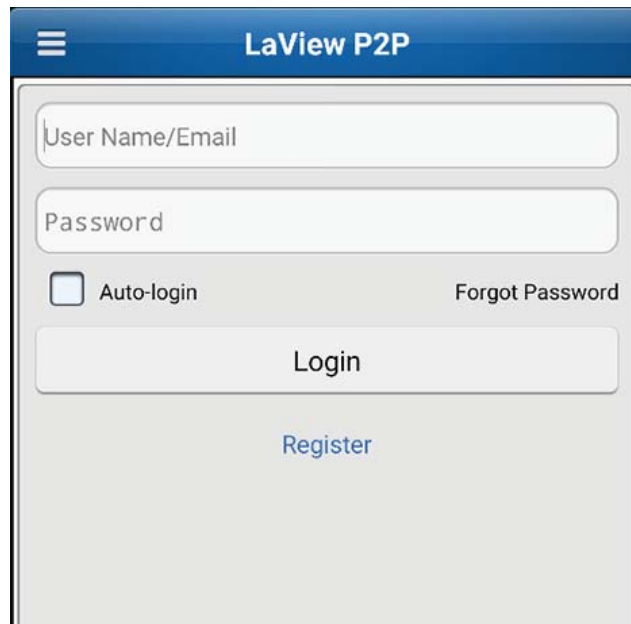 LaView P2P
User Name/Email
Password
Auto-login Forgot Password
Login
Register